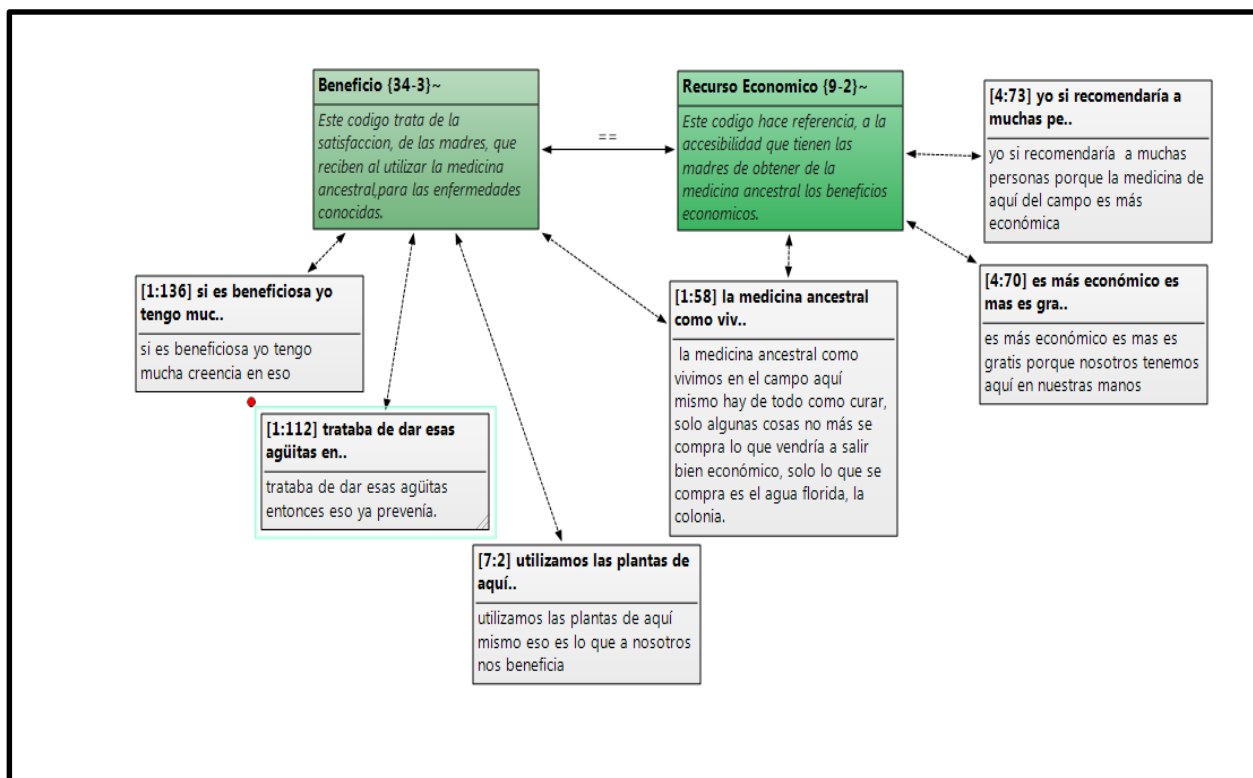 Beneficio {34-3}~
Este codigo trata de la
satisfaccion, de las madres, que
reciben al utilizar la medicina
ancestral,para las enfermedades
conocidas.
==
Recurso Economico {9-2}~
Este codigo hace referencia, a la
accesibilidad que tienen las
madres de obtener de la
medicina ancestral los beneficios
economicos.
[4:73] yo si recomendaría a
muchas pe..
yo si recomendaría  a muchas
personas porque la medicina de
aquí del campo es más
económica
[1:136] si es beneficiosa yo
tengo muc..
si es beneficiosa yo tengo
mucha creencia en eso
[1:58] la medicina ancestral
como viv..
la medicina ancestral como
vivimos en el campo aquí
mismo hay de todo como curar,
solo algunas cosas no más se
compra lo que vendría a salir
bien económico, solo lo que se
compra es el agua florida, la
colonia.
[4:70] es más económico es
mas es gra..
es más económico es mas es
gratis porque nosotros tenemos
aquí en nuestras manos
[1:112] trataba de dar esas
agüitas en..
trataba de dar esas agüitas
entonces eso ya prevenía.
[7:2] utilizamos las plantas de
aquí..
utilizamos las plantas de aquí
mismo eso es lo que a nosotros
nos beneficia